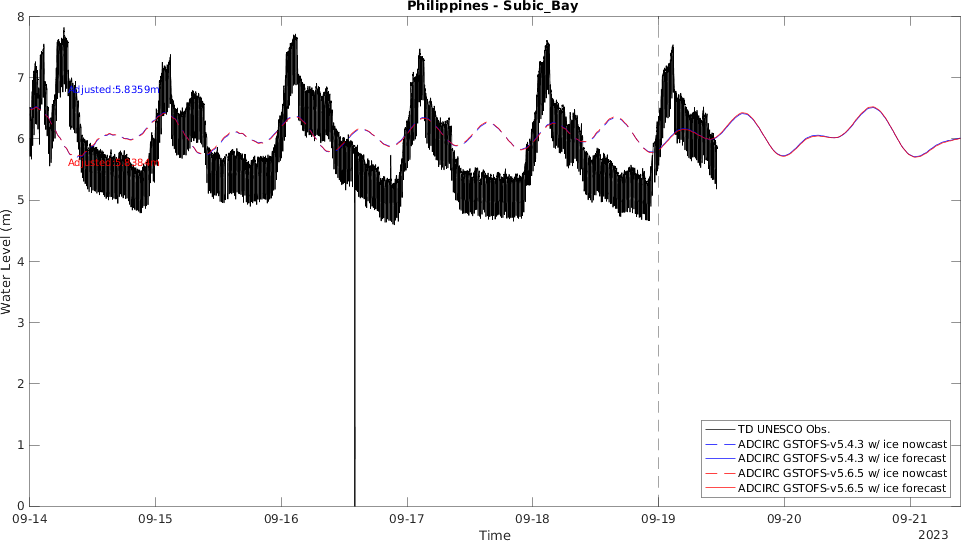 Philippines - Subic_Bay
8
7
6
5
4
3
2
1
0
Water Level (m)
Adjusted:5.8359m
09-14
09-15
09-16
09-17
09-18
09-19
09-20
09-21
Time
2023
TD UNESCO Obs.
ADCIRC GSTOFS-v5.4.3 w/ ice nowcast
ADCIRC GSTOFS-v5.4.3 w/ ice forecast
ADCIRC GSTOFS-v5.6.5 w/ ice nowcast
ADCIRC GSTOFS-v5.6.5 w/ ice forecast